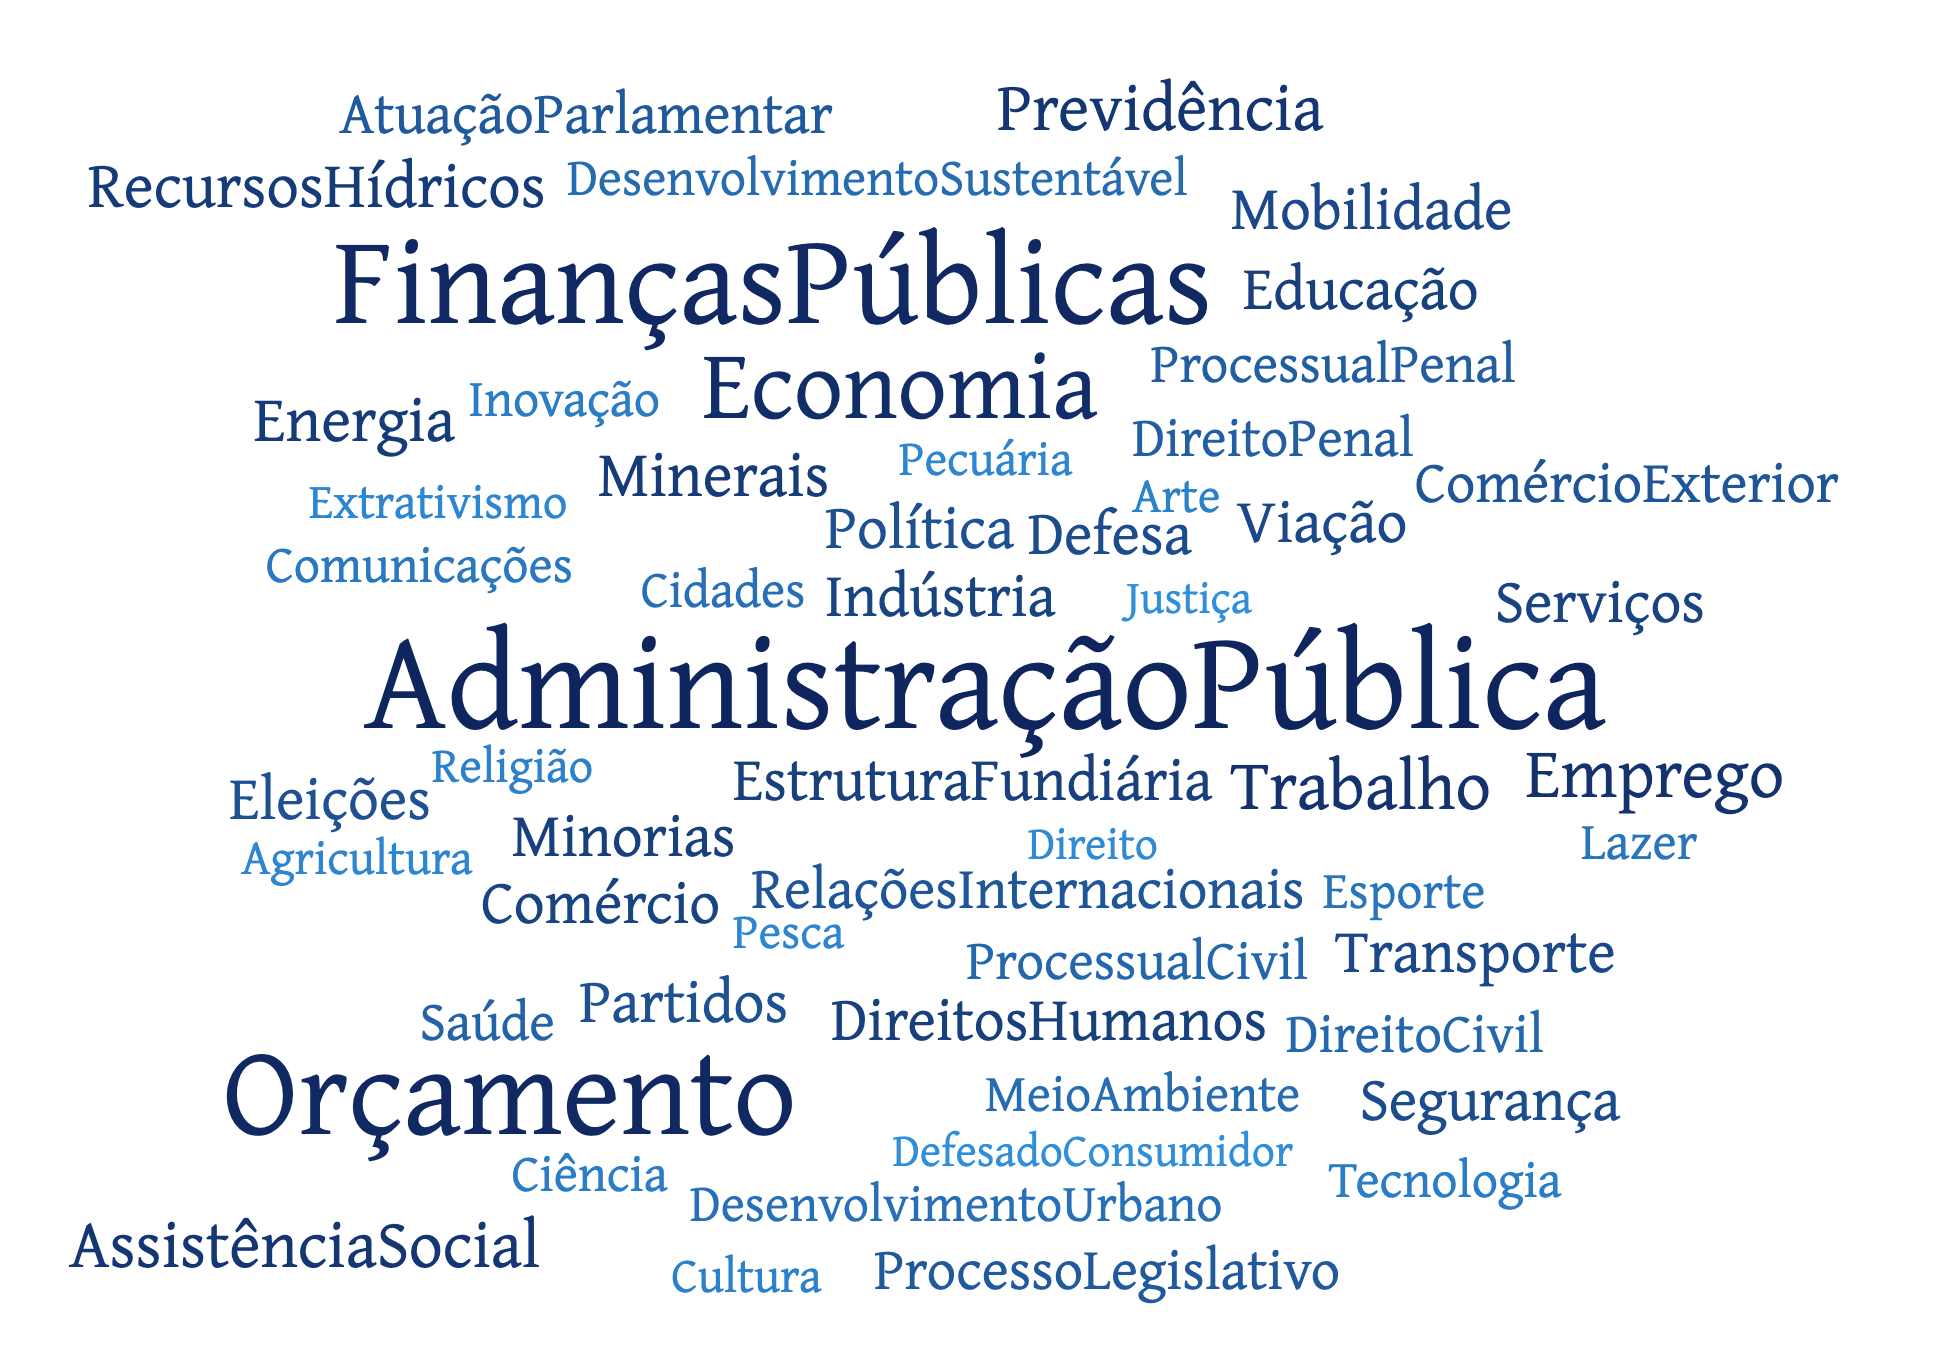 AtuaçãoParlamentar
Previdência
RecursosHídricos
DesenvolvimentoSustentável
Mobilidade
FinançasPúblicas
Educação
Economia
ProcessualPenal
Energia
Inovação
DireitoPenal
Pecuária
Minerais
ComércioExterior
Extrativismo
Arte
Política
Defesa
Viação
Comunicações
Cidades
Indústria
Justiça
Serviços
AdministraçãoPública
Religião
EstruturaFundiária
Trabalho
Emprego
Eleições
Minorias
Direito
Lazer
Agricultura
Comércio
RelaçõesInternacionais
Esporte
Pesca
ProcessualCivil
Transporte
Saúde
Partidos
DireitosHumanos
DireitoCivil
Orçamento
MeioAmbiente
Segurança
DefesadoConsumidor
Ciência
Tecnologia
DesenvolvimentoUrbano
AssistênciaSocial
Cultura
ProcessoLegislativo